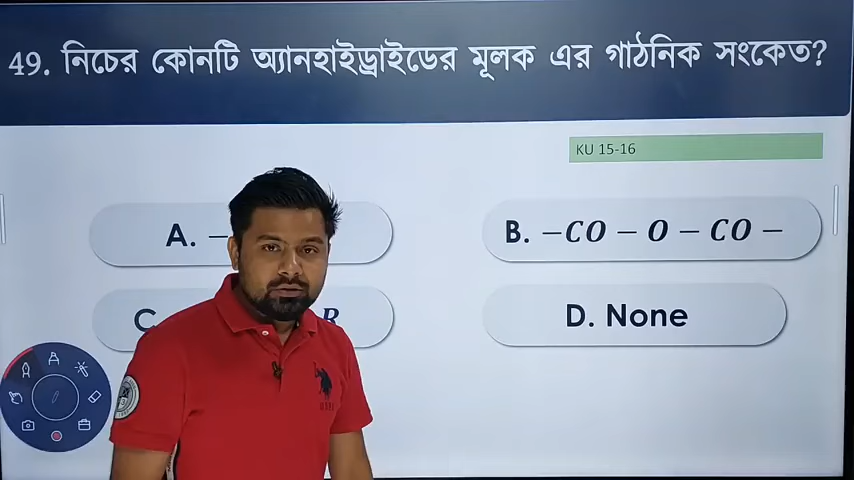 49. নিচের কোনটি অ্যানহাইড্রাইডের মূলক এর গাঠনিক সংকেত?
KU 15-16
A. –
B. –CO – O – CO –
C. R
D. None